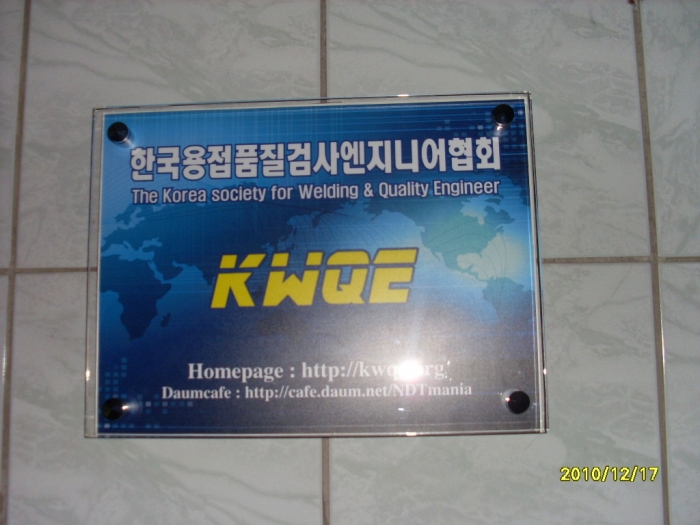 한국용접품질검사엔지니어협회
The Korea society for Welding & Quality Engineer
KWQE
Homepage :
Daumcafe : http://cafe.daum.net/NDTmania
2010/12/17